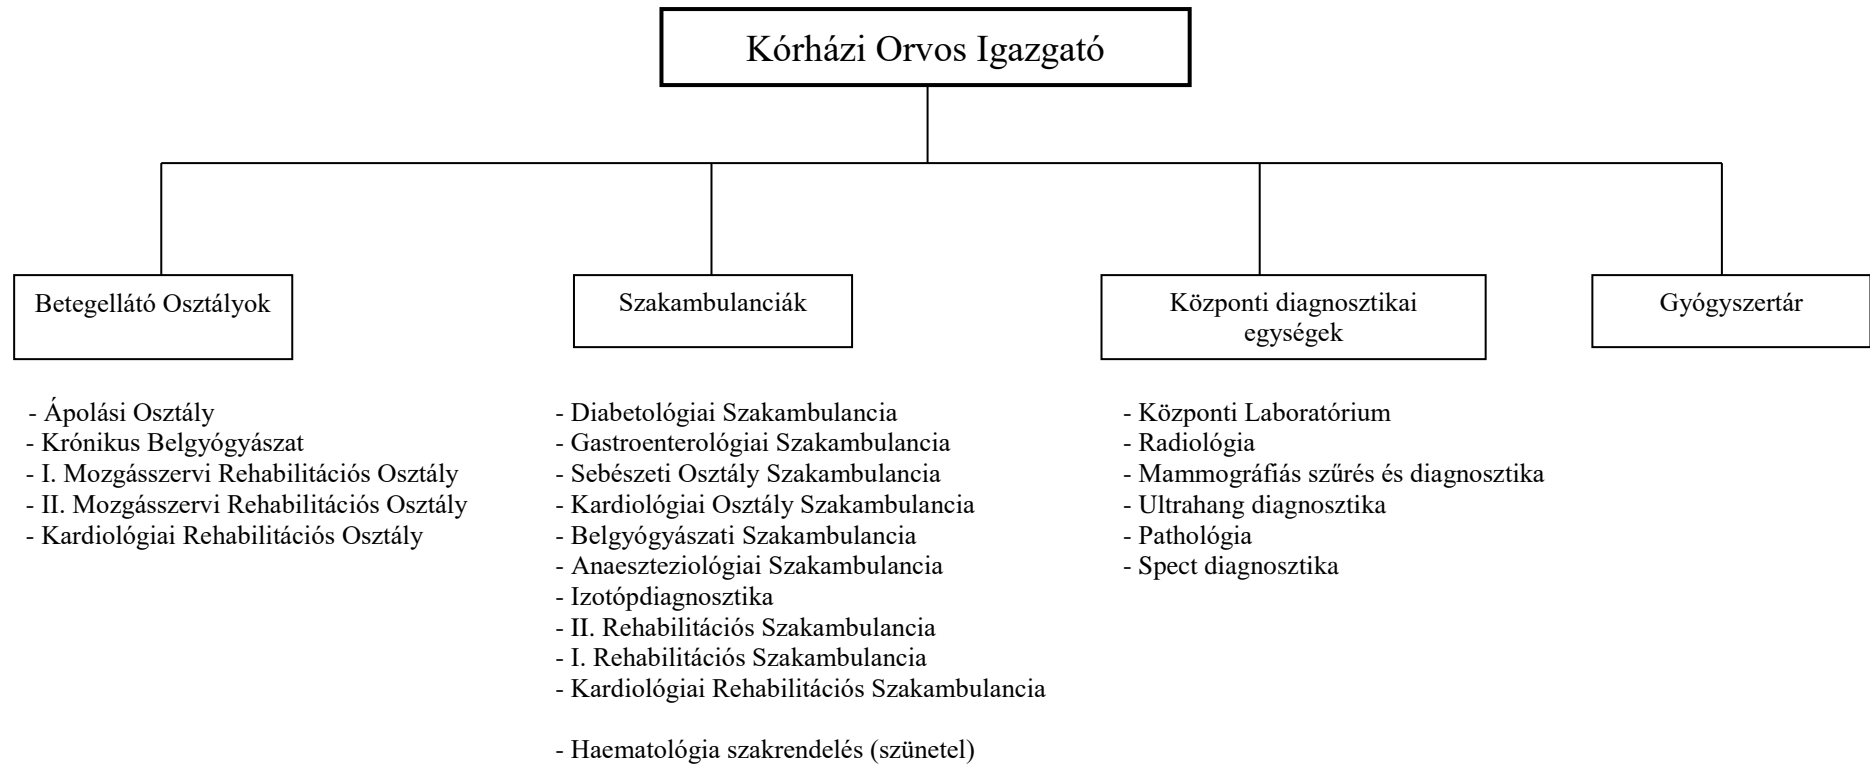 Kórházi Orvos Igazgató
Betegellátó Osztályok
Szakambulanciák
Központi diagnosztikai
egységek
Gyógyszertár
- Ápolási Osztály
- Krónikus Belgyógyászat
- I. Mozgásszervi Rehabilitációs Osztály
- II. Mozgásszervi Rehabilitációs Osztály
- Kardiológiai Rehabilitációs Osztály
- Diabetológiai Szakambulancia
- Gastroenterológiai Szakambulancia
- Sebészeti Osztály Szakambulancia
- Kardiológiai Osztály Szakambulancia
- Belgyógyászati Szakambulancia
- Anaeszteziológiai Szakambulancia
- Izotópdiagnosztika
- II. Rehabilitációs Szakambulancia
- I. Rehabilitációs Szakambulancia
- Kardiológiai Rehabilitációs Szakambulancia
- Haematológia szakrendelés (szünetel)
- Központi Laboratórium
- Radiológia
- Mammográfiás szűrés és diagnosztika
- Ultrahang diagnosztika
- Pathológia
- Spect diagnosztika